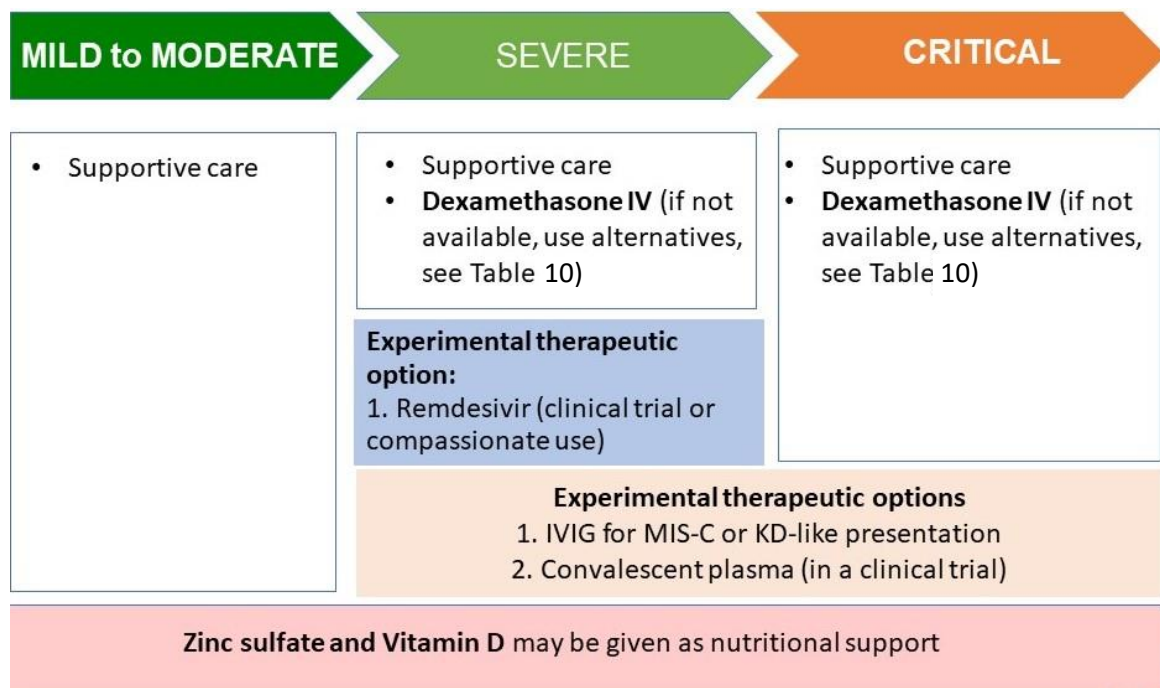 MILD to MODERATE
SEVERE
CRITICAL
• Supportive care
• Supportive care
• Dexamethasone IV (if not
available, use alternatives,
see Table 10)
• Supportive care
• Dexamethasone IV (if not
available, use alternatives,
see Table 10)
Experimental therapeutic
option:
1. Remdesivir (clinical trial or
compassionate use)
Experimental therapeutic options
1. IVIG for MIS-C or KD-like presentation
2. Convalescent plasma (in a clinical trial)
Zinc sulfate and Vitamin D may be given as nutritional support